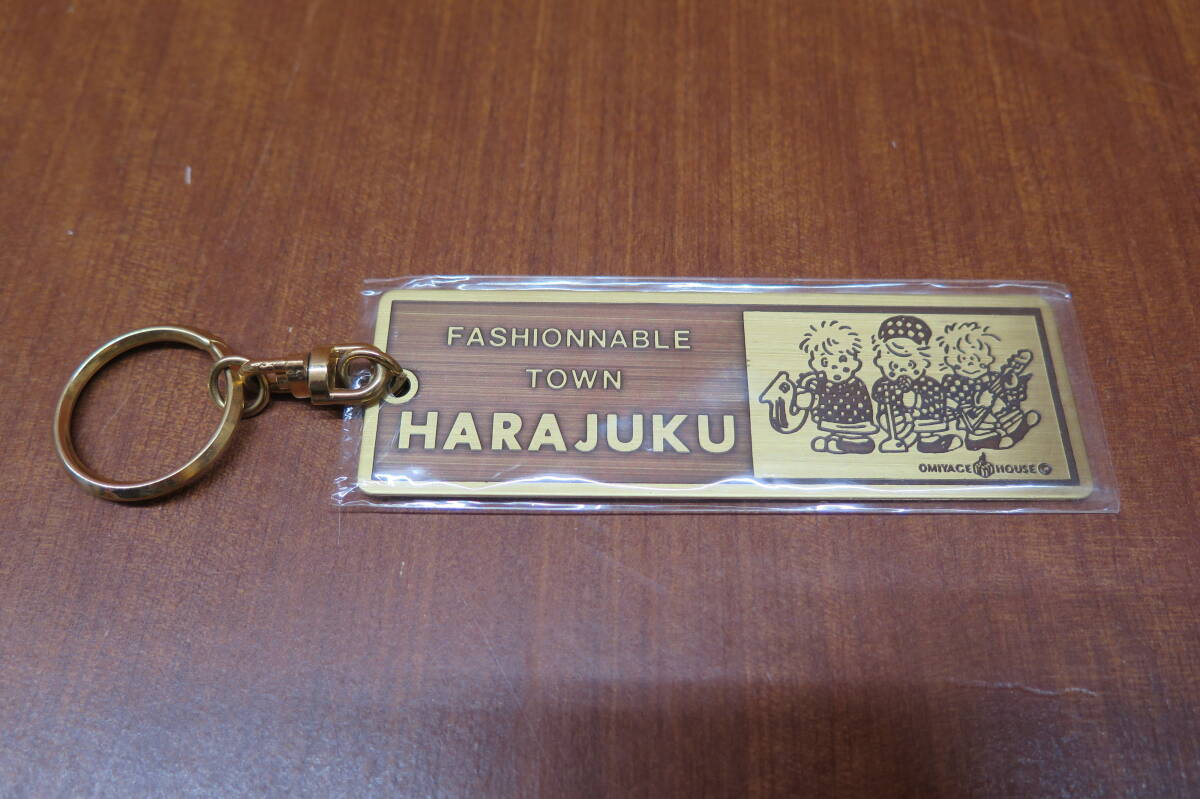 FASHIONNABLE
TOWN
HARAJUKU
OMIYAGE HOUSE ©